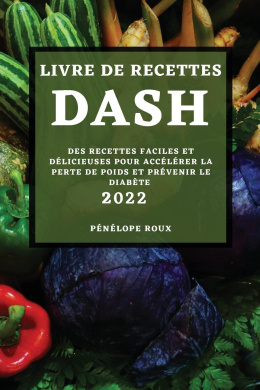 LIVRE DE RECETTES
DASH
DES RECETTES FACILES ET
DÉLICIEUSES POUR ACCÉLÉRER LA
PERTE DE POIDS ET PRÉVENIR LE
DIABÈTE
2022
PÉNÉLOPE ROUX